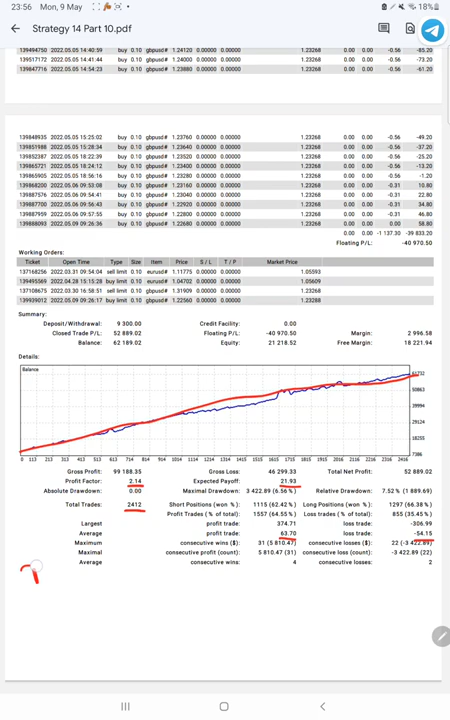 23:56 Mon, 9 May 18%
Strategy 14 Part 10.pdf
139494750 2022.05.05 14:40:59 buy 0.10 gbpusd# 1.24120 0.00000 0.00000 1.23268 0.00 0.00 -0.56 -85.20
139517172 2022.05.05 14:41:44 buy 0.10 gbpusd# 1.24000 0.00000 0.00000 1.23268 0.00 0.00 -0.56 -73.20
139847716 2022.05.05 14:54:23 buy 0.10 gbpusd# 1.23880 0.00000 0.00000 1.23268 0.00 0.00 -0.56 -61.20
139848935 2022.05.05 15:25:02 buy 0.10 gbpusd# 1.23760 0.00000 0.00000 1.23268 0.00 0.00 -0.56 -49.20
139851988 2022.05.05 15:28:34 buy 0.10 gbpusd# 1.23640 0.00000 0.00000 1.23268 0.00 0.00 -0.56 -37.20
139852387 2022.05.05 18:22:39 buy 0.10 gbpusd# 1.23520 0.00000 0.00000 1.23268 0.00 0.00 -0.56 -25.20
139865721 2022.05.05 18:24:12 buy 0.10 gbpusd# 1.23400 0.00000 0.00000 1.23268 0.00 0.00 -0.56 -13.20
139865905 2022.05.05 18:56:16 buy 0.10 gbpusd# 1.23280 0.00000 0.00000 1.23268 0.00 0.00 -0.56 -1.20
139868200 2022.05.06 09:53:08 buy 0.10 gbpusd# 1.23160 0.00000 0.00000 1.23268 0.00 0.00 -0.31 10.80
139887576 2022.05.06 09:54:41 buy 0.10 gbpusd# 1.23040 0.00000 0.00000 1.23268 0.00 0.00 -0.31 22.80
139887700 2022.05.06 09:56:43 buy 0.10 gbpusd# 1.22920 0.00000 0.00000 1.23268 0.00 0.00 -0.31 34.80
139887959 2022.05.06 09:57:55 buy 0.10 gbpusd# 1.22800 0.00000 0.00000 1.23268 0.00 0.00 -0.31 46.80
139888093 2022.05.09 09:26:36 buy 0.10 gbpusd# 1.22680 0.00000 0.00000 1.23268 0.00 0.00 0.00 58.80
0.00 0.00 -1 137.30 -39 833.20
Floating P/L: -40 970.50
Working Orders:
Ticket Open Time Type Size Item Price S / L T / P Market Price
137168256 2022.03.31 09:54:04 sell limit 0.10 eurusd# 1.11775 0.00000 0.00000 1.05593
139495569 2022.04.28 15:15:28 buy limit 0.10 eurusd# 1.04702 0.00000 0.00000 1.05609
137108675 2022.03.30 16:58:51 sell limit 0.10 gbpusd# 1.31909 0.00000 0.00000 1.23268
139939012 2022.05.09 09:26:17 buy limit 0.10 gbpusd# 1.22560 0.00000 0.00000 1.23288
Summary:
Deposit/Withdrawal: 9 300.00 Credit Facility: 0.00
Closed Trade P/L: 52 889.02 Floating P/L: -40 970.50 Margin: 2 996.58
Balance: 62 189.02 Equity: 21 218.52 Free Margin: 18 221.94
Details:
Balance
61732
50863
39994
29124
18255
7386
0 113 213 313 413 513 614 714 814 914 1014 1114 1214 1314 1415 1515 1615 1715 1815 1915 2015 2116 2216 2316 2416
Gross Profit: 99 188.35 Gross Loss: 46 299.33 Total Net Profit: 52 889.02
Profit Factor: 2.14 Expected Payoff: 21.93
Absolute Drawdown: 0.00 Maximal Drawdown: 3 422.89 (6.56 %) Relative Drawdown: 7.52 % (1 889.69)
Total Trades: 2412 Short Positions (won %): 1115 (62.42 %) Long Positions (won %): 1297 (66.38 %)
Profit Trades (% of total): 1557 (64.55 %) Loss trades (% of total): 855 (35.45%)
Largest profit trade: 374.71 loss trade: -306.99
Average profit trade: 63.70 loss trade: -54.15
Maximum consecutive wins ($): 31 (5 810.47) consecutive losses ($): 22 (-3 422.89)
Maximal consecutive profit (count): 5 810.47 (31) consecutive loss (count): -3 422.89 (22)
Average consecutive wins: 4 consecutive losses: 2